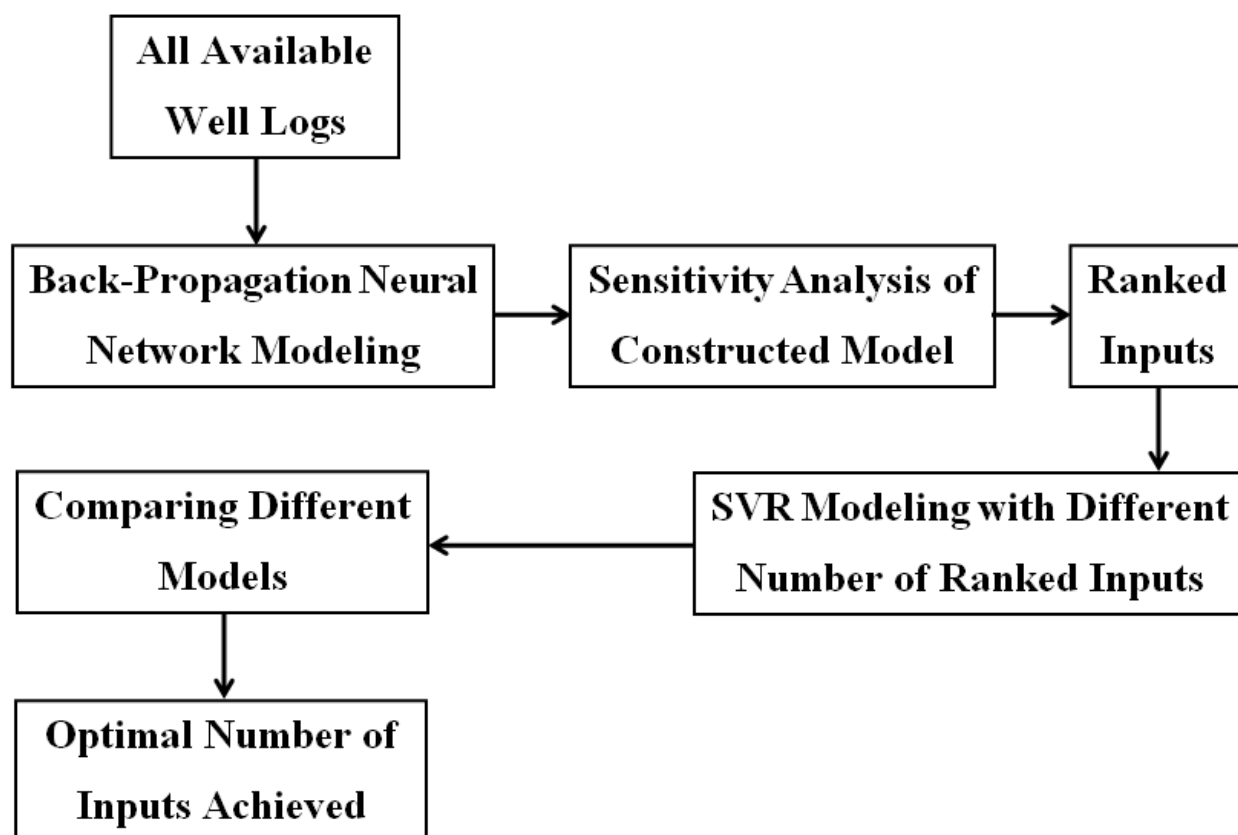 All Available
Well Logs
Back-Propagation Neural
Network Modeling
Sensitivity Analysis of
Constructed Model
Ranked
Inputs
SVR Modeling with Different
Number of Ranked Inputs
Comparing Different
Models
Optimal Number of
Inputs Achieved